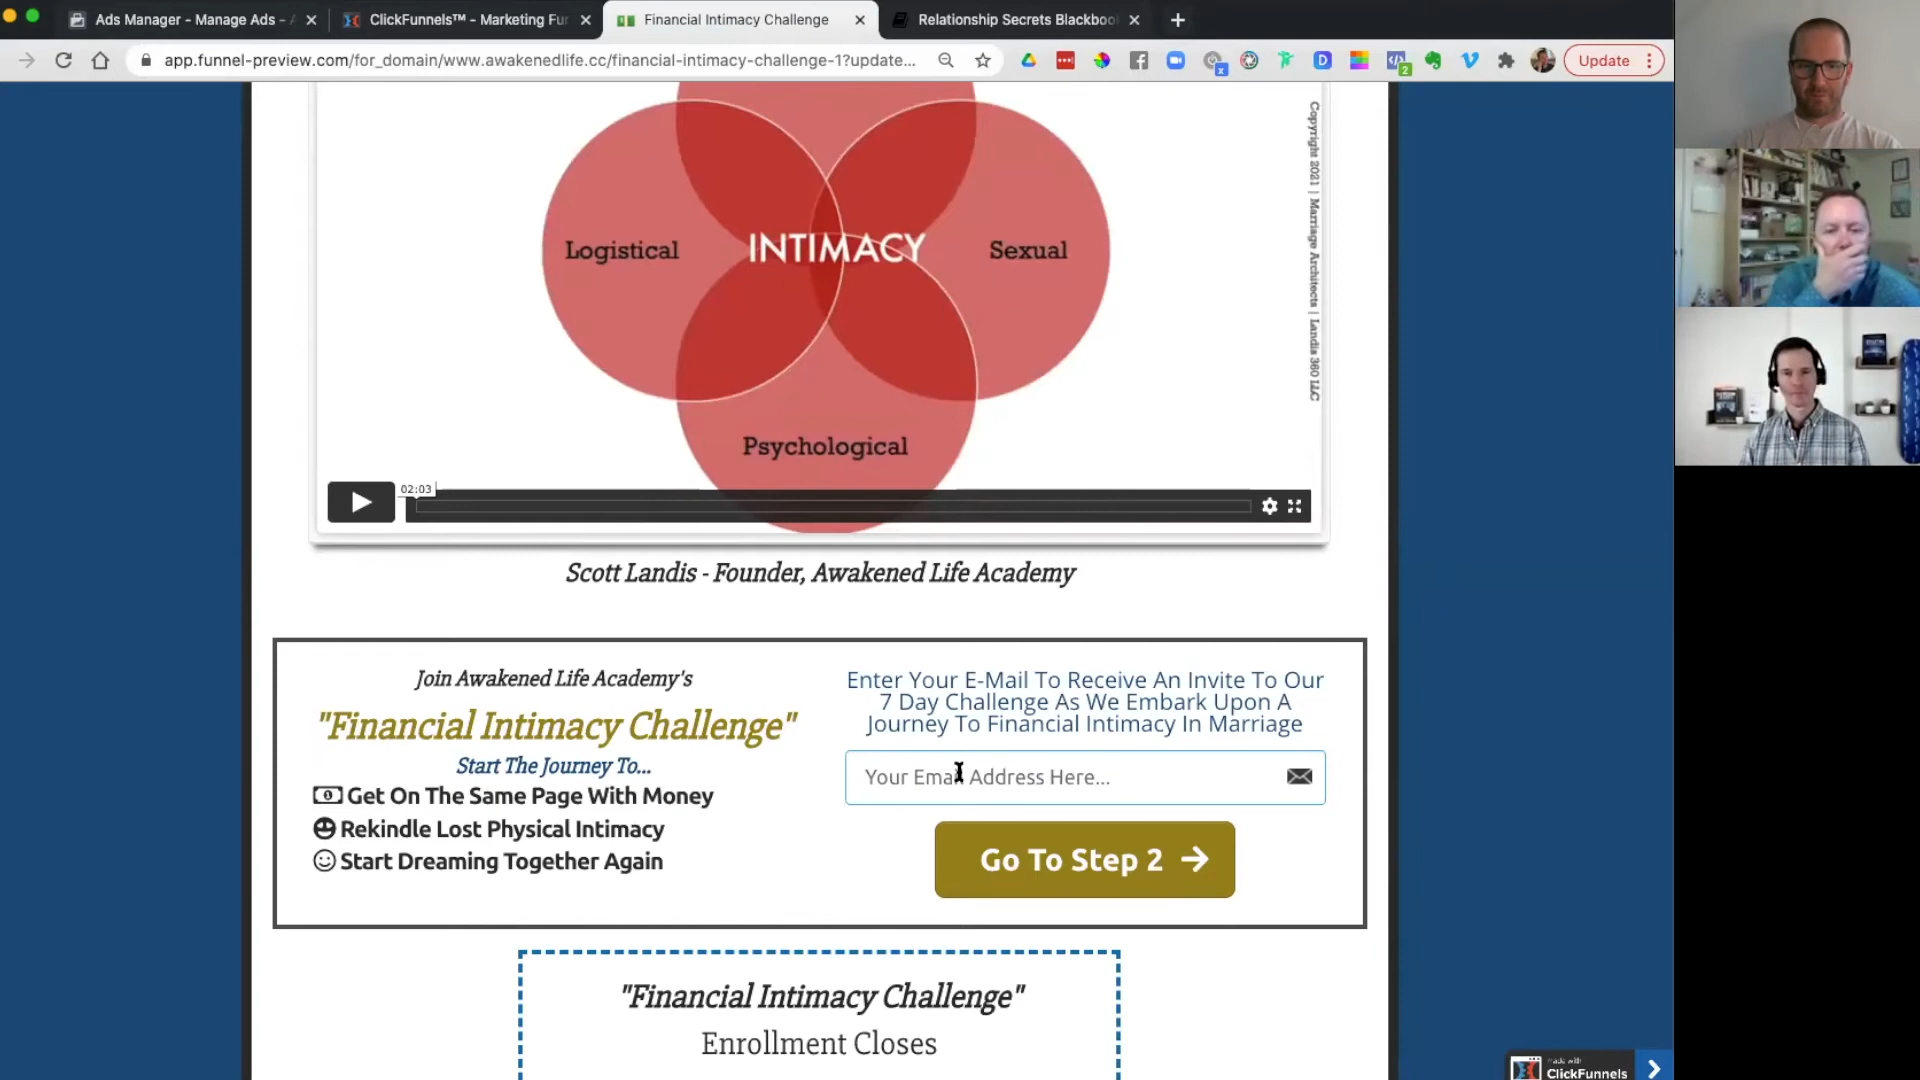 Ads Manager - Manage Ads -
ClickFunnels™ - Marketing Fu
Financial Intimacy Challenge
Relationship Secrets Blackboo
app.funnel-preview.com/for_domain/www.awakenedlife.cc/financial-intimacy-challenge-1?update...
Update
Logistical
INTIMACY
Sexual
Psychological
Copyright 2021 | Marriage Architects | Landis 360 LLC
02:03
Scott Landis - Founder, Awakened Life Academy
Join Awakened Life Academy's
"Financial Intimacy Challenge"
Start The Journey To...
Get On The Same Page With Money
Rekindle Lost Physical Intimacy
Start Dreaming Together Again
Enter Your E-Mail To Receive An Invite To Our
7 Day Challenge As We Embark Upon A
Journey To Financial Intimacy In Marriage
Your Email Address Here...
Go To Step 2
"Financial Intimacy Challenge"
Enrollment Closes
made with
ClickFunnels